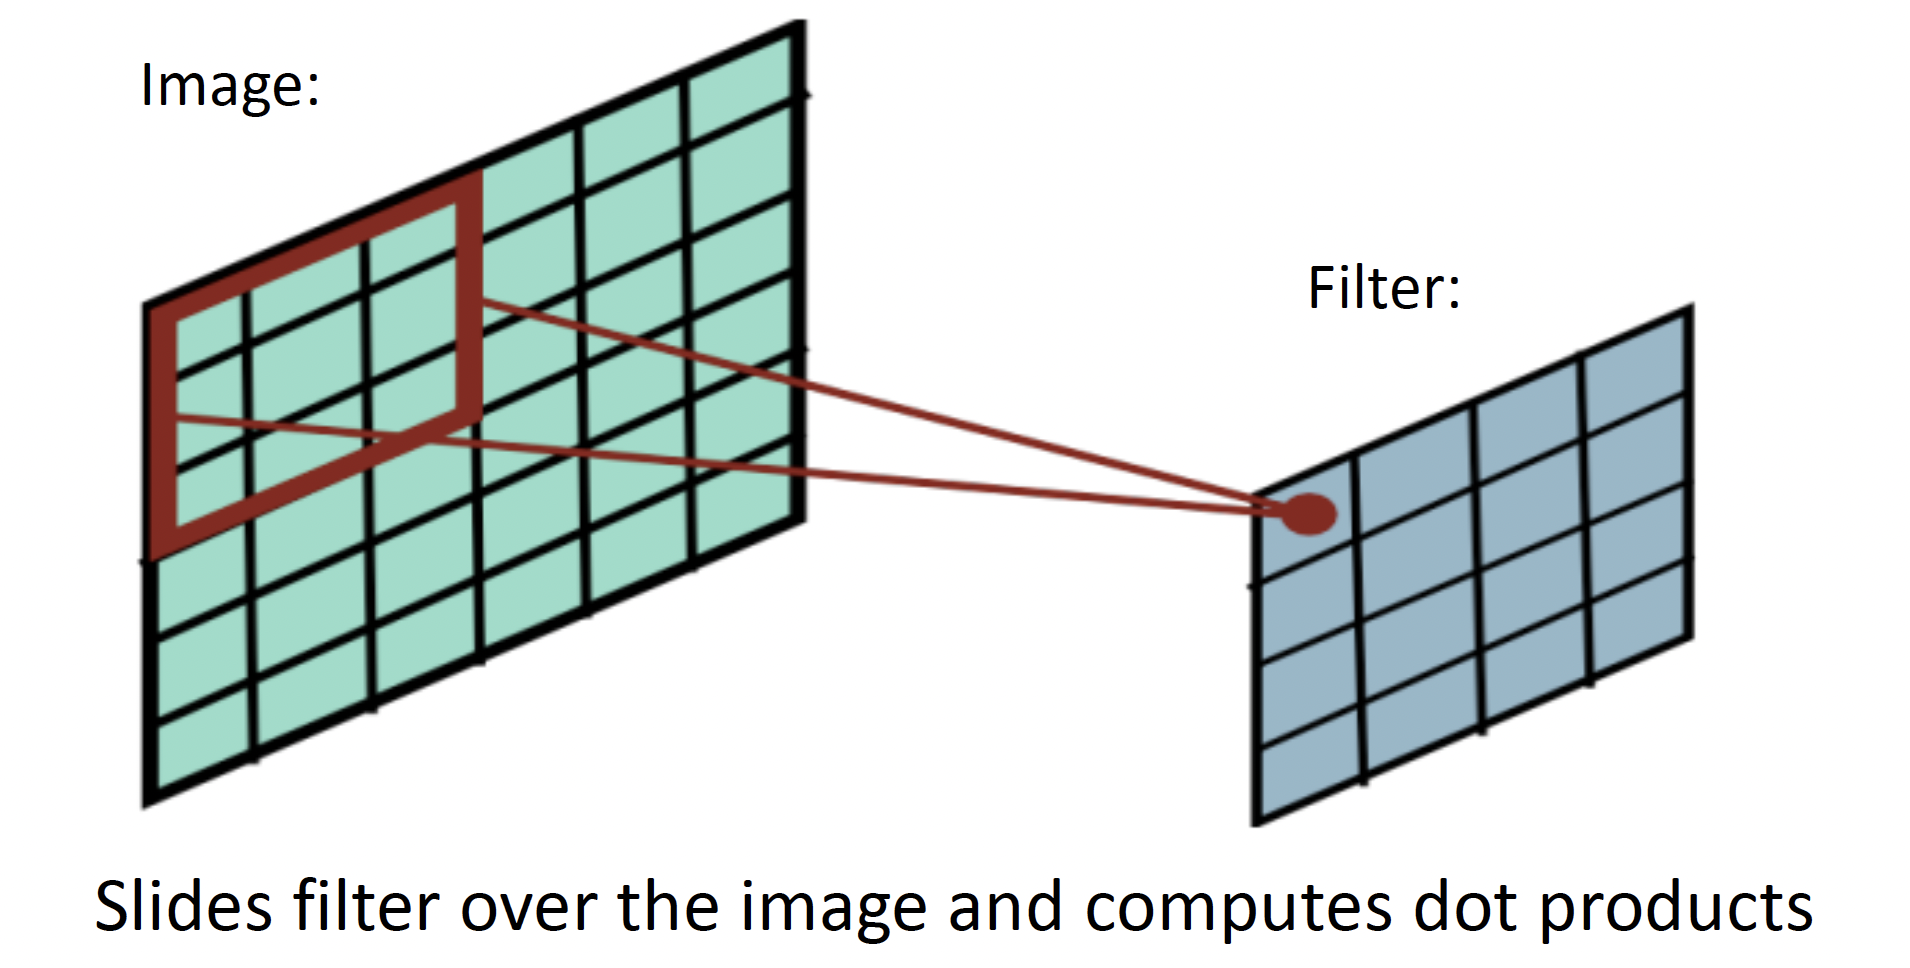 Image:
Filter:
Slides filter over the image and computes dot products